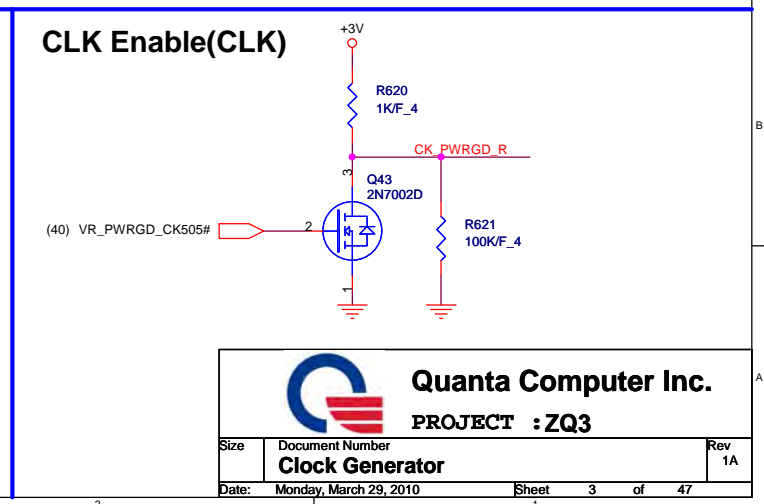 CLK Enable(CLK)
+3V
R620
1K/F_4
CK_PWRGD_R
3
Q43
2N7002D
(40) VR_PWRGD_CK505#
2
R621
100K/F_4
1
B
A
Quanta Computer Inc.
PROJECT : ZQ3
Size
Document Number
Rev
Clock Generator
1A
Date: Monday, March 29, 2010 Sheet 3 of 47
2
1